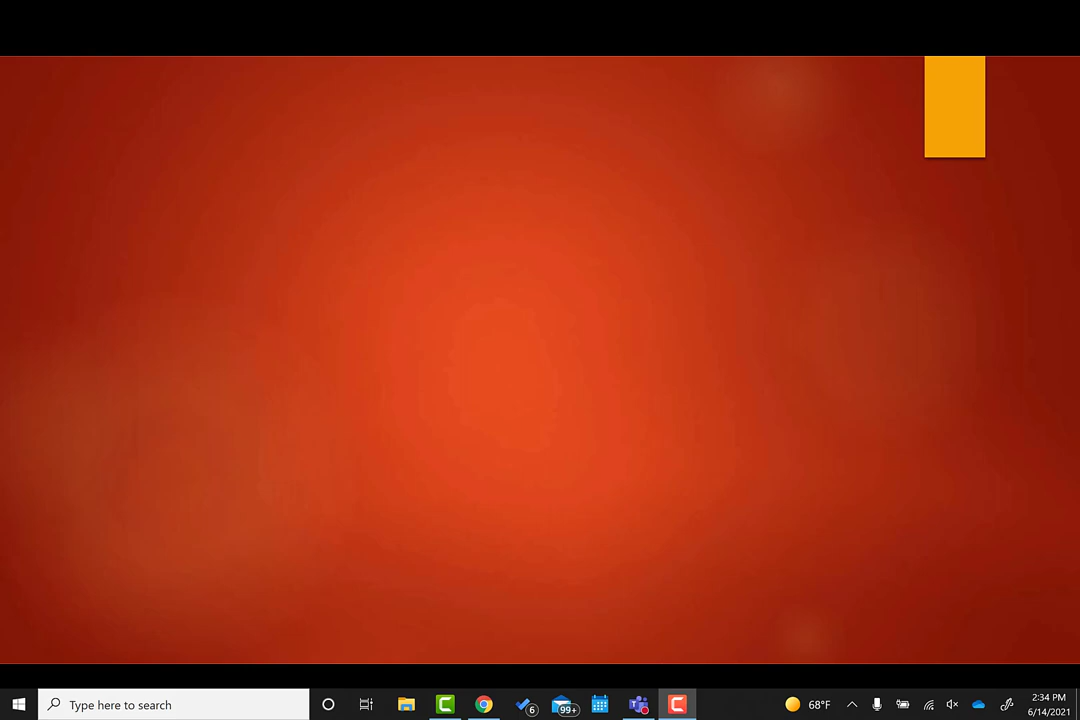 Type here to search
6
99+
68°F
2:34 PM
6/14/2021